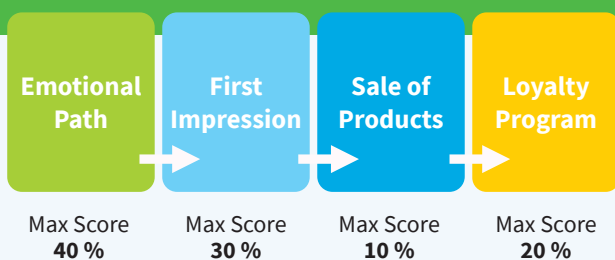 Emotional
Path
First
Impression
Sale of
Products
Loyalty
Program
Max Score
40 %
Max Score
30 %
Max Score
10 %
Max Score
20 %